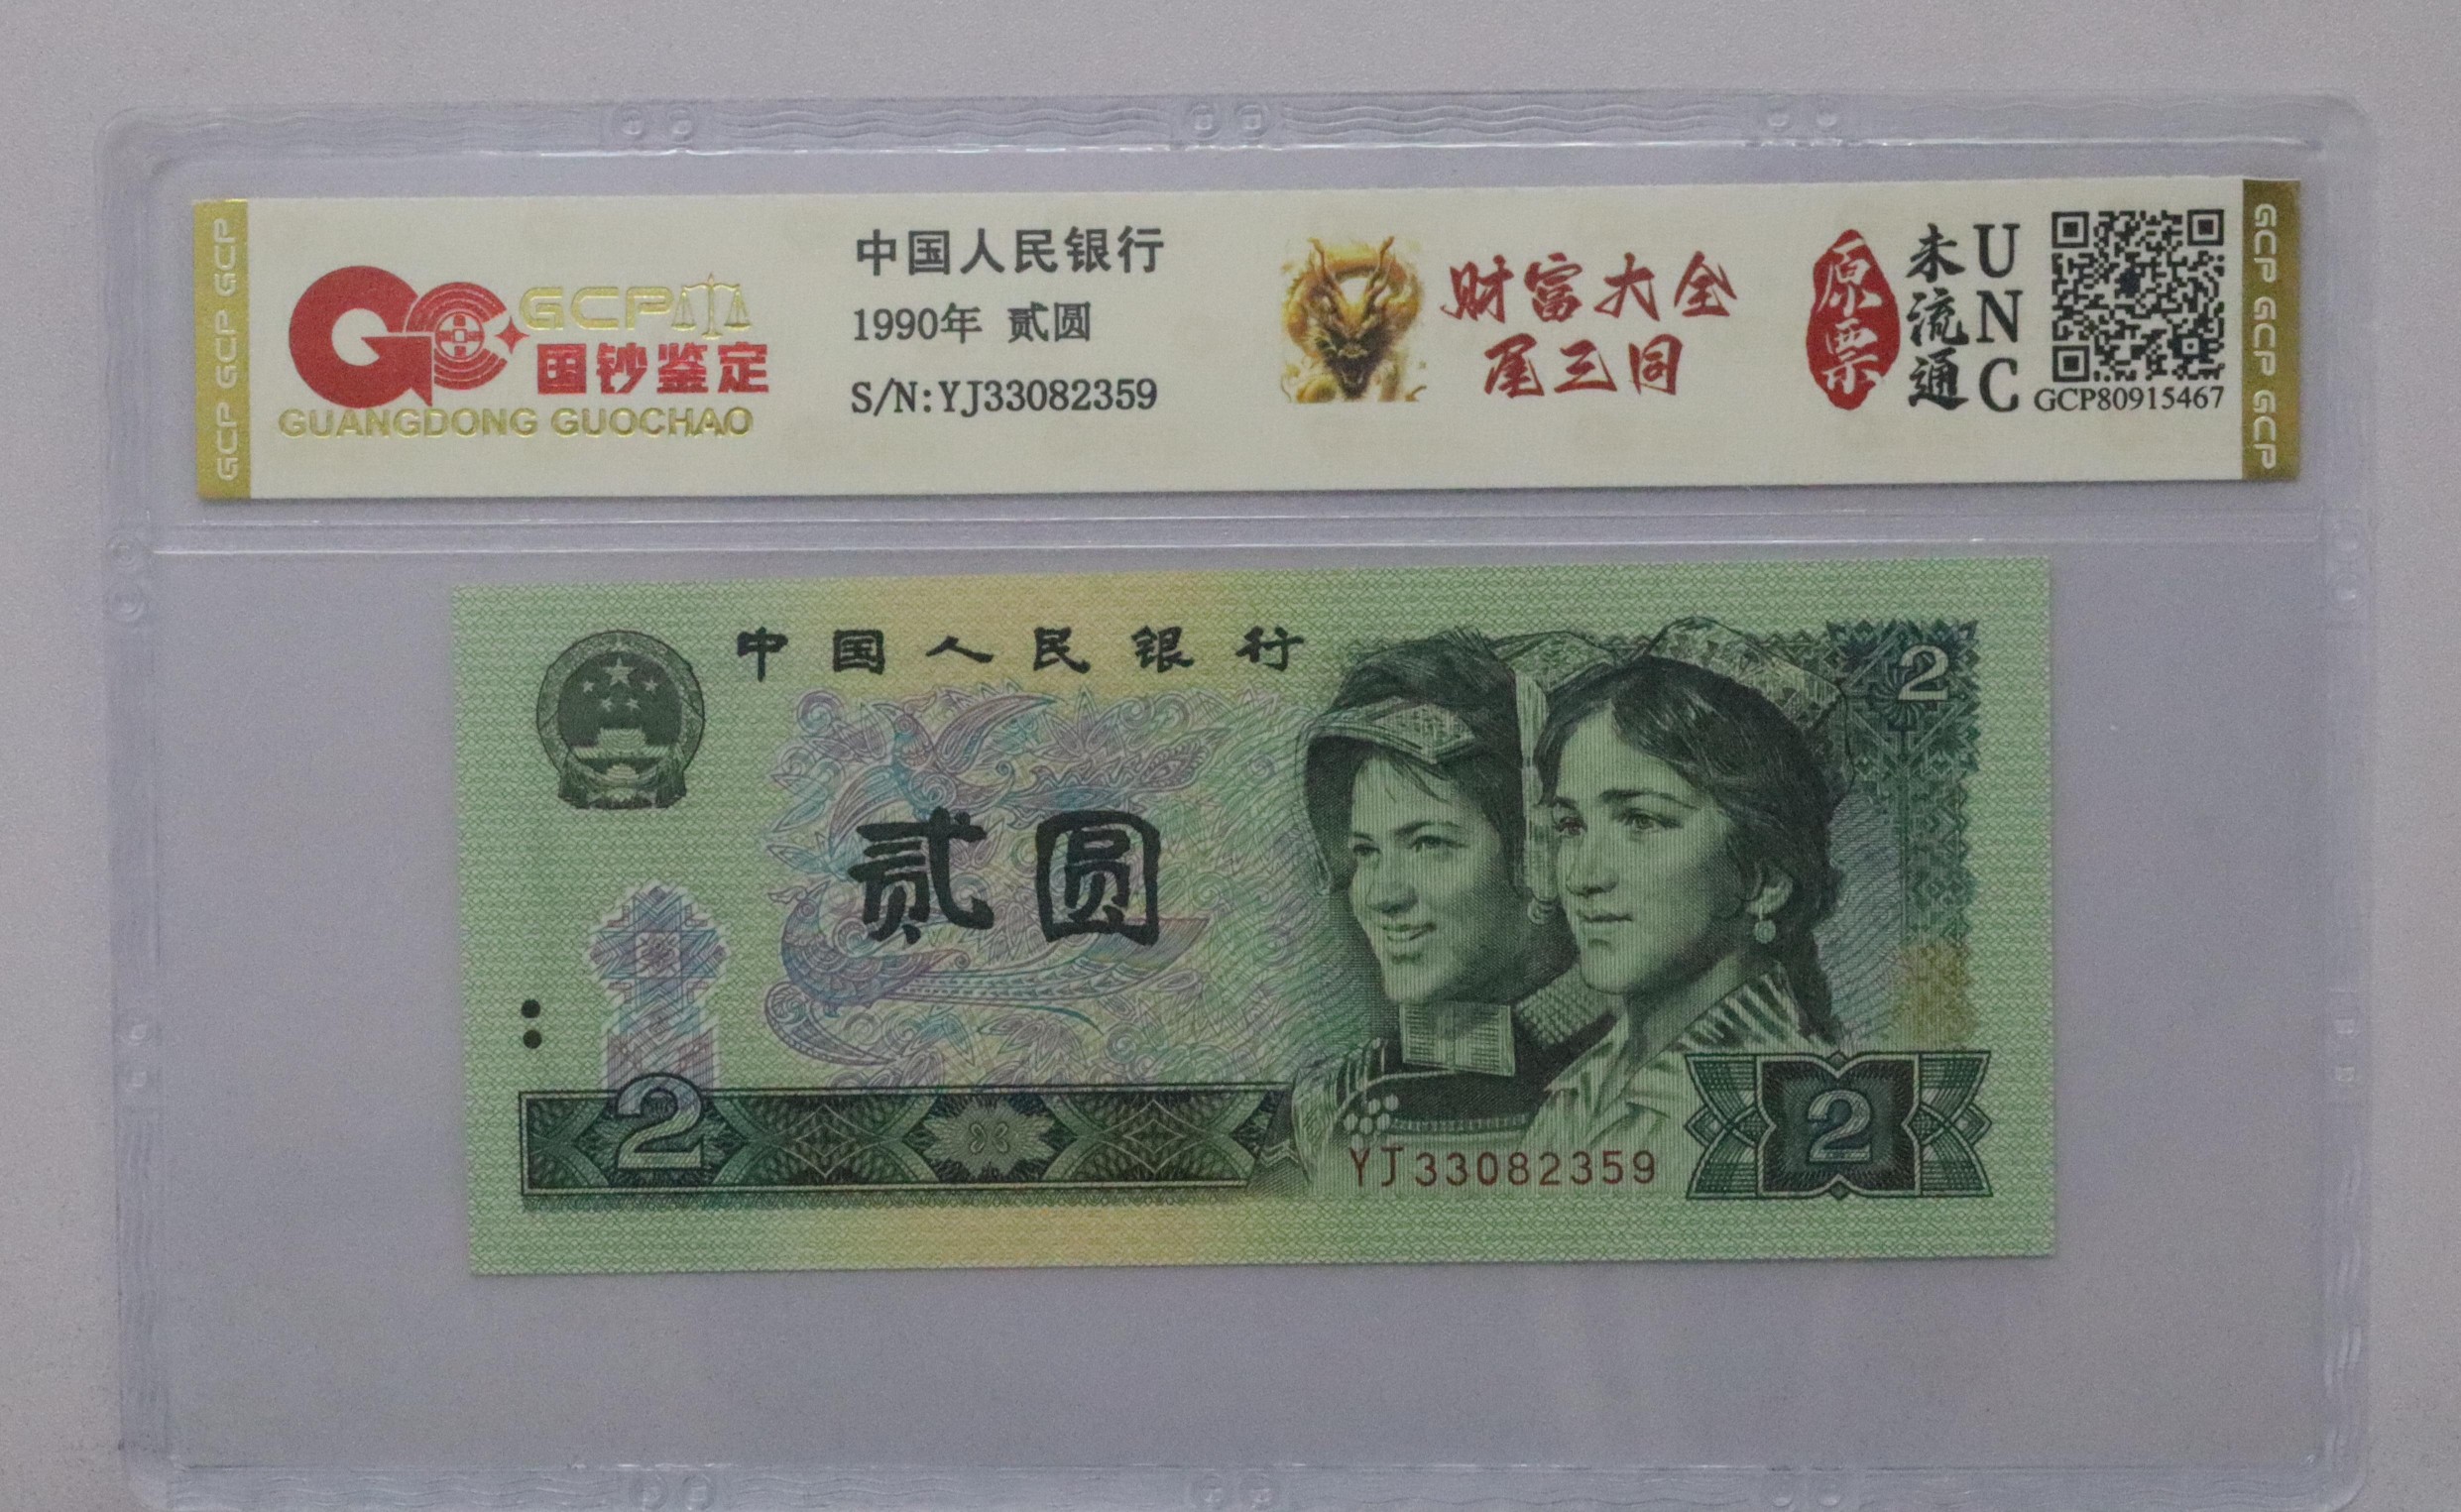 GCP GCP GCP
GCP
国钞鉴定
GUANGDONG GUOCHAO
中国人民银行
1990年 贰圆
S/N:YJ33082359
财富大全
尾三同
原票
未流通
UNC
GCP80915467
GCP GCP GCP
中国人民银行
2
贰圆
2
YJ33082359
2